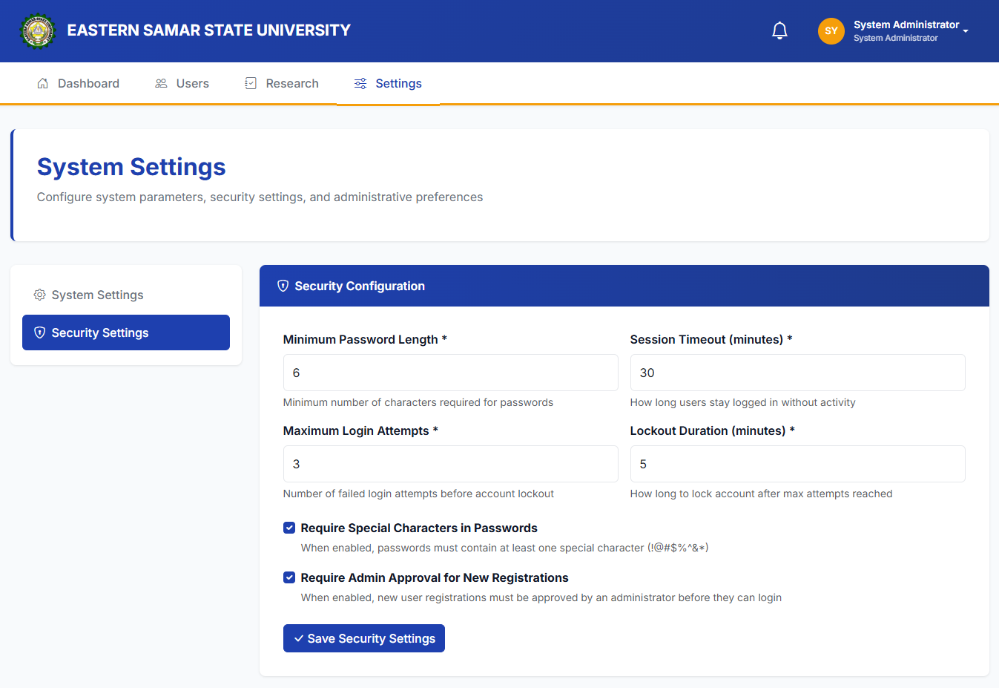 EASTERN SAMAR STATE UNIVERSITY
SY
System Administrator
System Administrator
Dashboard
Users
Research
Settings
System Settings
Configure system parameters, security settings, and administrative preferences
System Settings
Security Settings
Security Configuration
Minimum Password Length *
6
Minimum number of characters required for passwords
Session Timeout (minutes) *
30
How long users stay logged in without activity
Maximum Login Attempts *
3
Number of failed login attempts before account lockout
Lockout Duration (minutes) *
5
How long to lock account after max attempts reached
Require Special Characters in Passwords
When enabled, passwords must contain at least one special character (!@#$%^&*)
Require Admin Approval for New Registrations
When enabled, new user registrations must be approved by an administrator before they can login
Save Security Settings